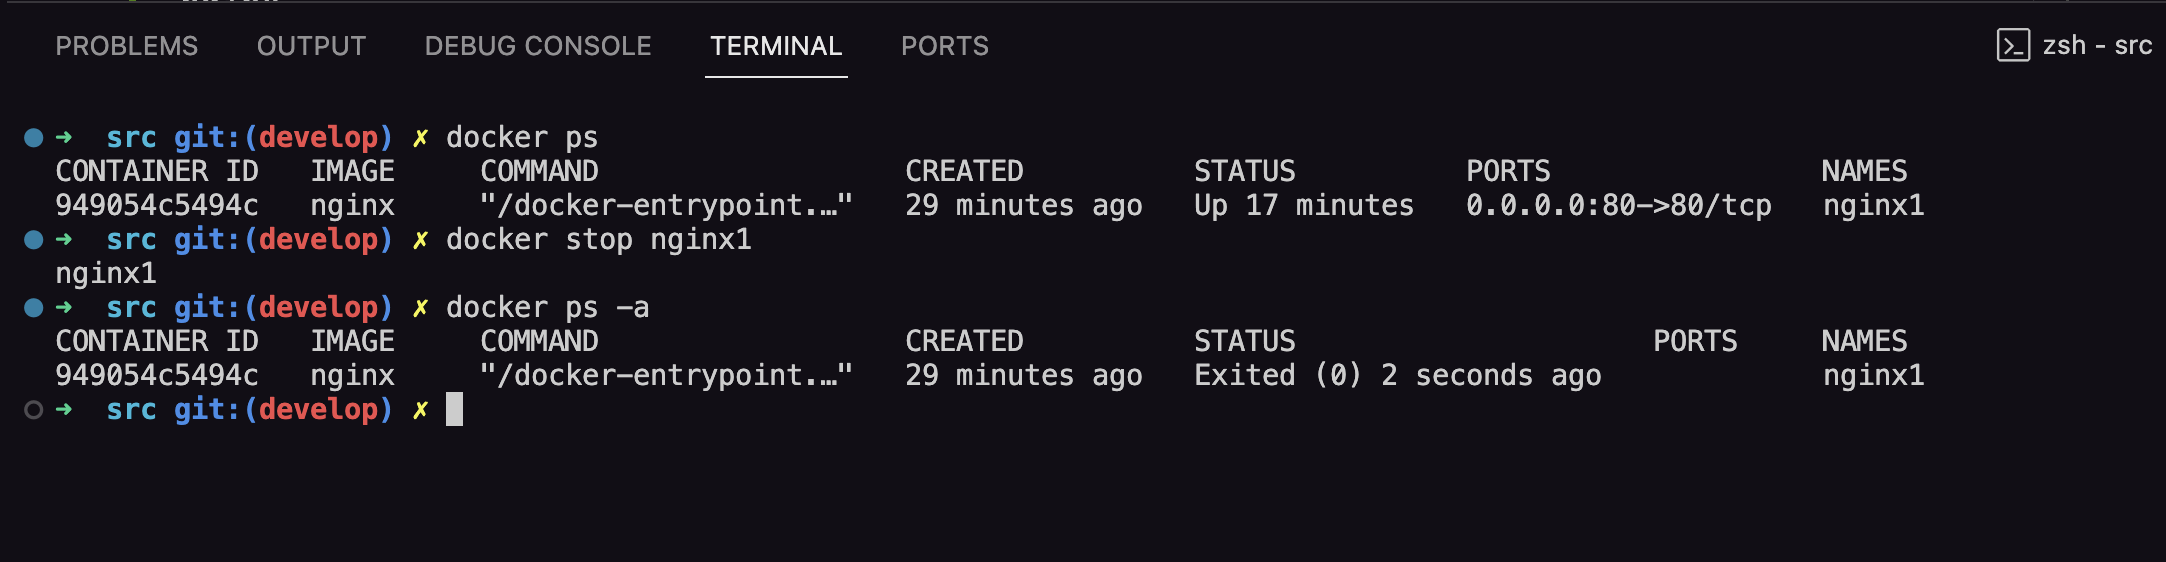 PROBLEMS OUTPUT DEBUG CONSOLE TERMINAL PORTS zsh - src
➜ src git:(develop) ✗ docker ps
CONTAINER ID IMAGE COMMAND CREATED STATUS PORTS NAMES
949054c5494c nginx "/docker-entrypoint.…" 29 minutes ago Up 17 minutes 0.0.0.0:80->80/tcp nginx1
➜ src git:(develop) ✗ docker stop nginx1
nginx1
➜ src git:(develop) ✗ docker ps -a
CONTAINER ID IMAGE COMMAND CREATED STATUS PORTS NAMES
949054c5494c nginx "/docker-entrypoint.…" 29 minutes ago Exited (0) 2 seconds ago nginx1
➜ src git:(develop) ✗